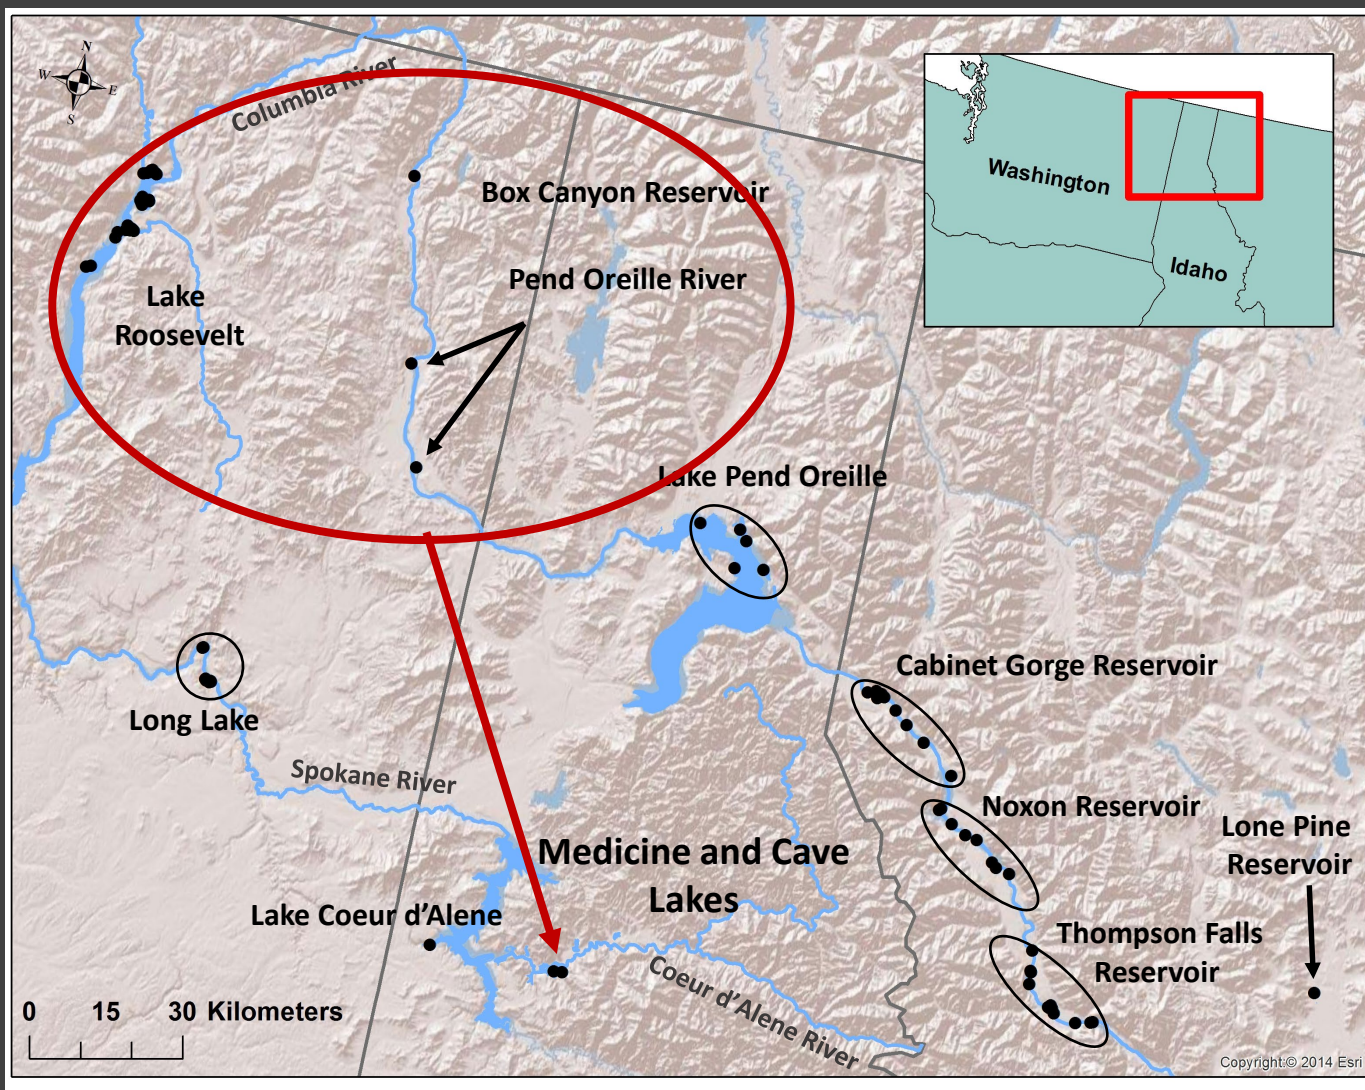 N
W
E
S
Columbia River
Box Canyon Reservoir
Pend Oreille River
Lake
Roosevelt
Washington
Idaho
Lake Pend Oreille
Long Lake
Spokane River
Cabinet Gorge Reservoir
Noxon Reservoir
Lone Pine
Reservoir
Medicine and Cave
Lakes
Lake Coeur d’Alene
Thompson Falls
Reservoir
Coeur d’Alene River
0 15 30 Kilometers
Copyright:© 2014 Esri